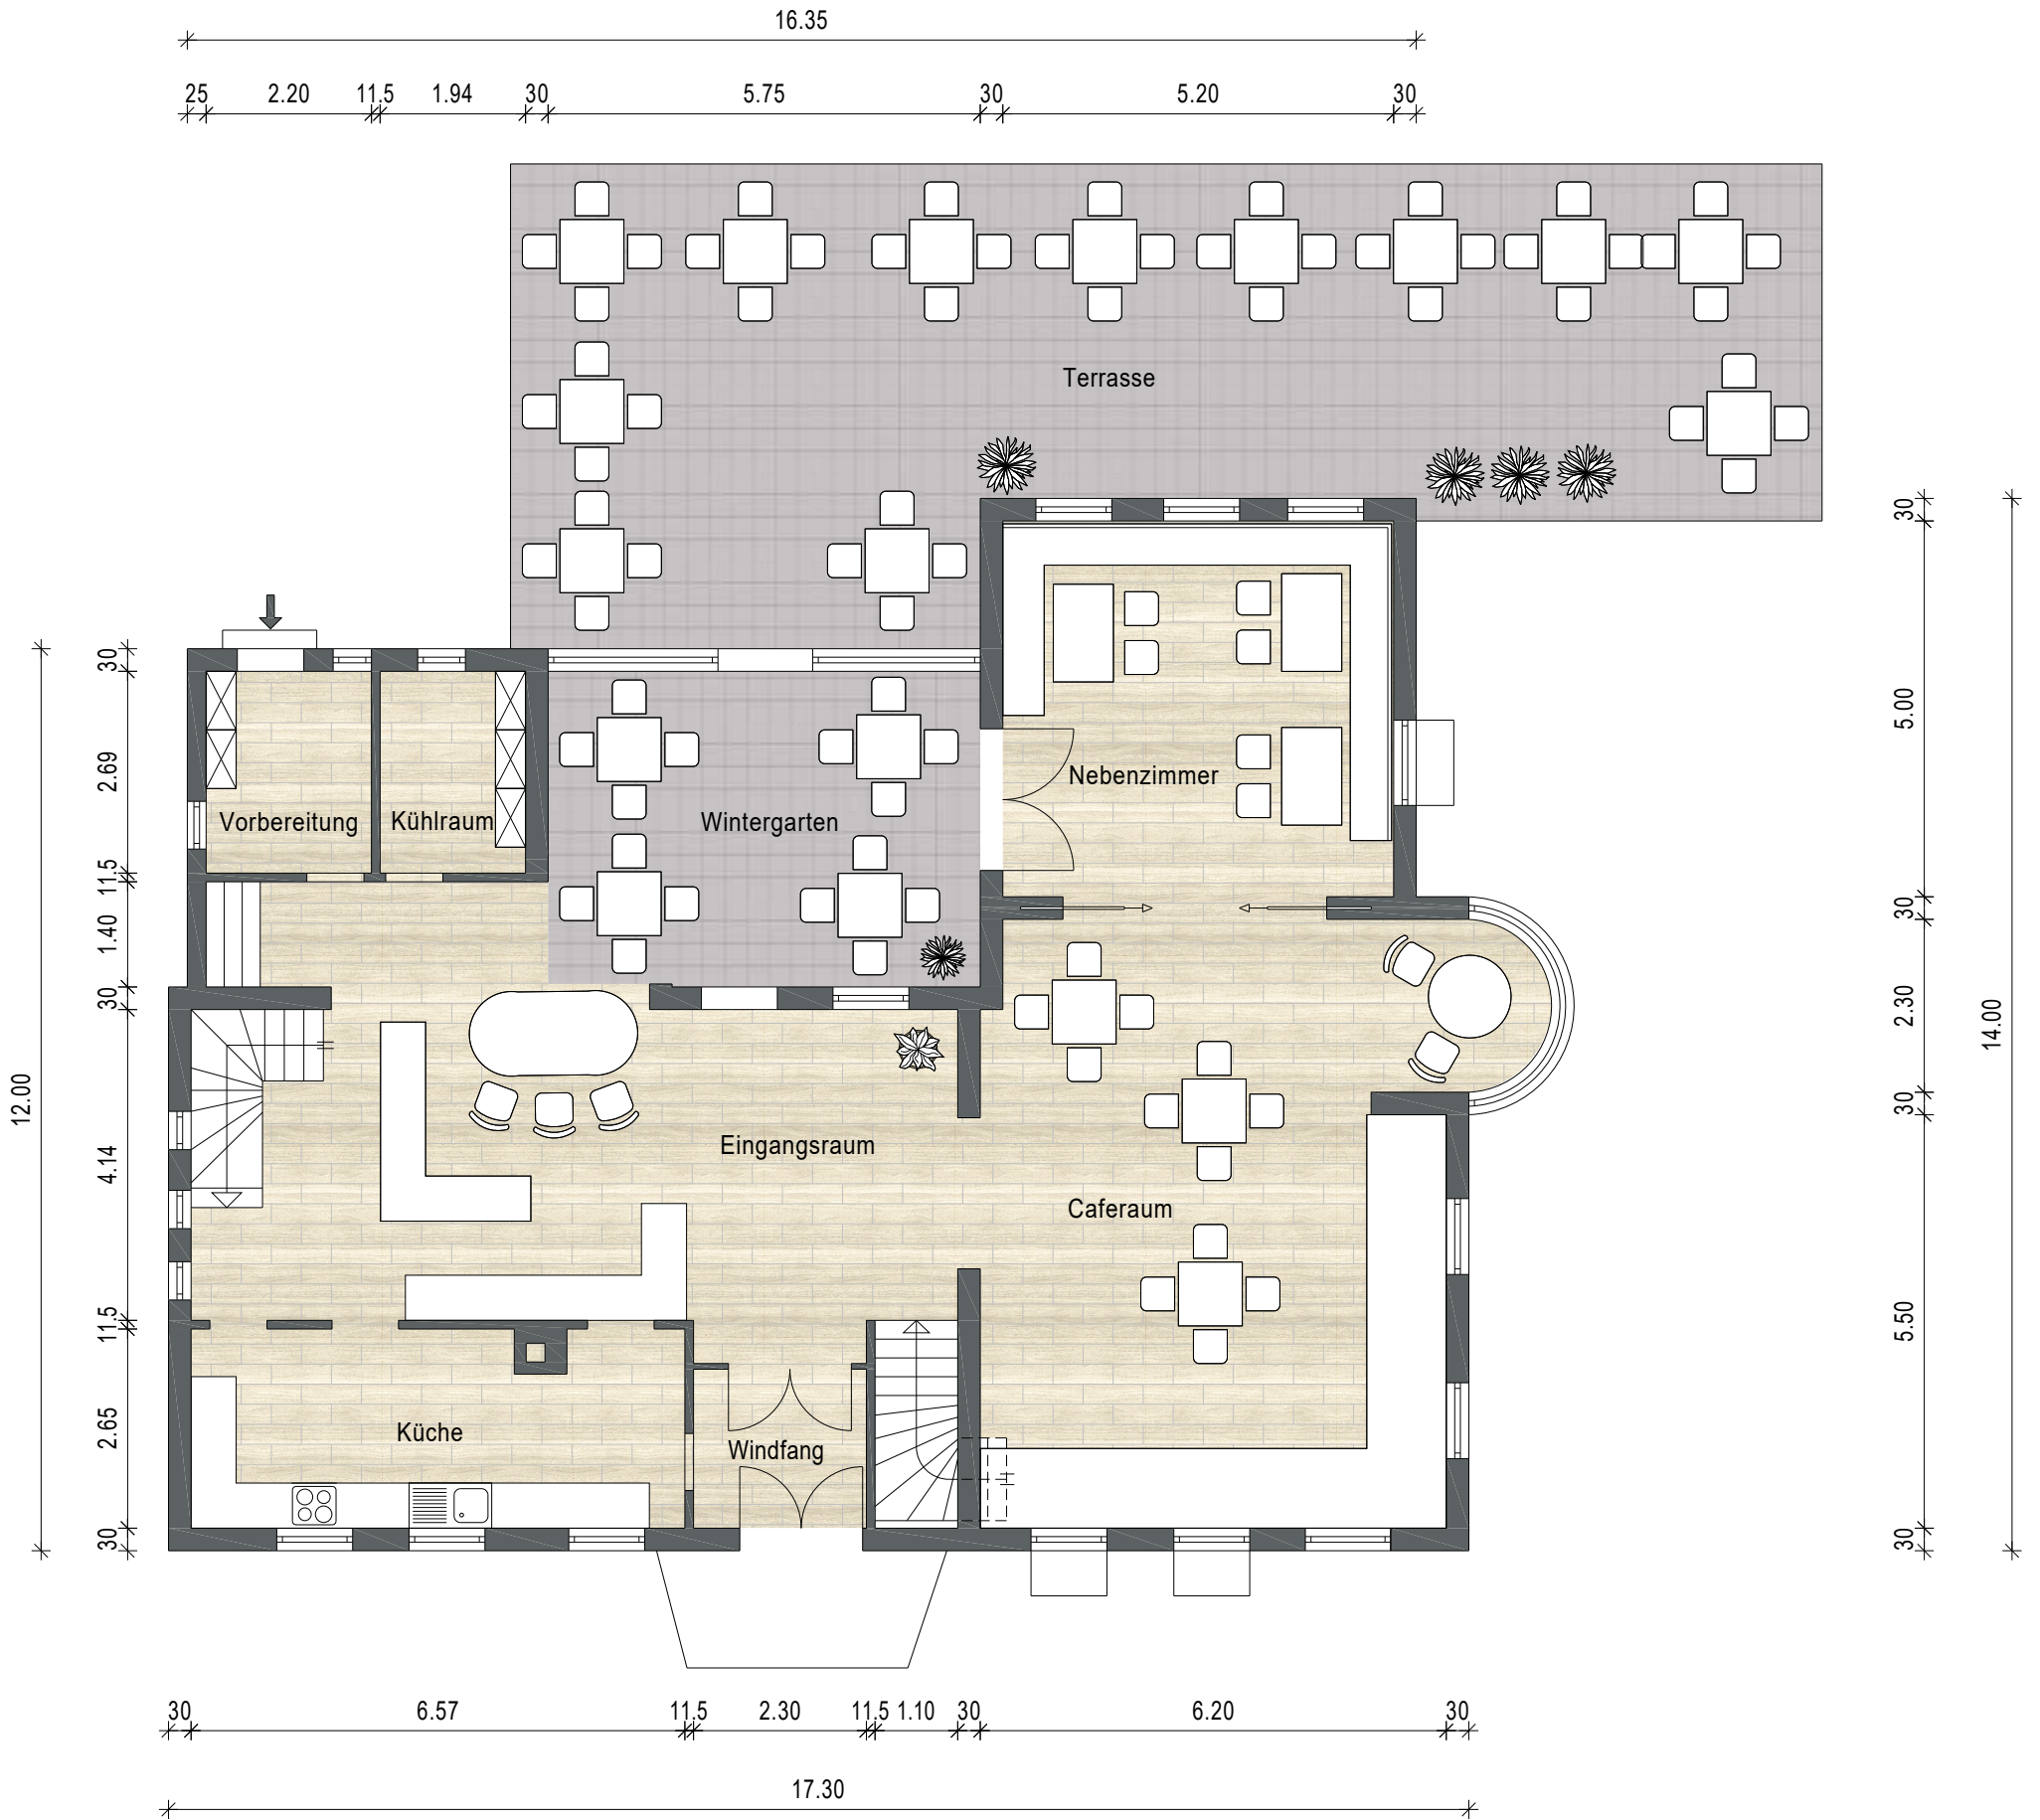 16.35
25 2.20 11.5 1.94 30 5.75 30 5.20 30
Terrasse
30
30
5.00
2.69
Nebenzimmer
Vorbereitung Kühlraum Wintergarten
11.5
30
1.40
30
2.30
14.00
12.00
30
4.14
Eingangsraum
Caferaum
11.5
5.50
2.65
Küche
Windfang
30
30
30 6.57 11.5 2.30 11.5 1.10 30 6.20 30
17.30